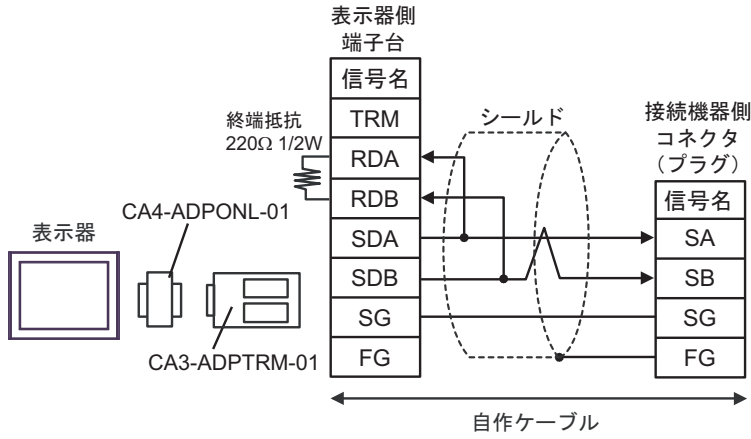 表示器側
端子台
信号名
TRM
RDA
RDB
SDA
SDB
SG
FG
終端抵抗
220Ω 1/2W
シールド
接続機器側
コネクタ
（プラグ）
信号名
SA
SB
SG
FG
表示器
CA4-ADPONL-01
CA3-ADPTRM-01
自作ケーブル